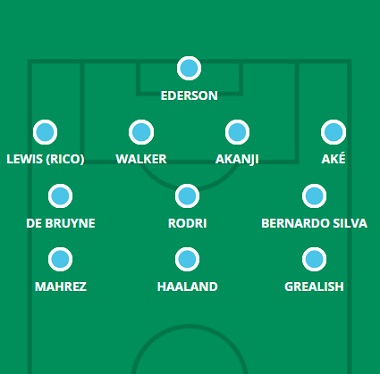 EDERSON
LEWIS (RICO) WALKER AKANJI AKÉ
DE BRUYNE RODRI BERNARDO SILVA
MAHREZ HAALAND GREALISH